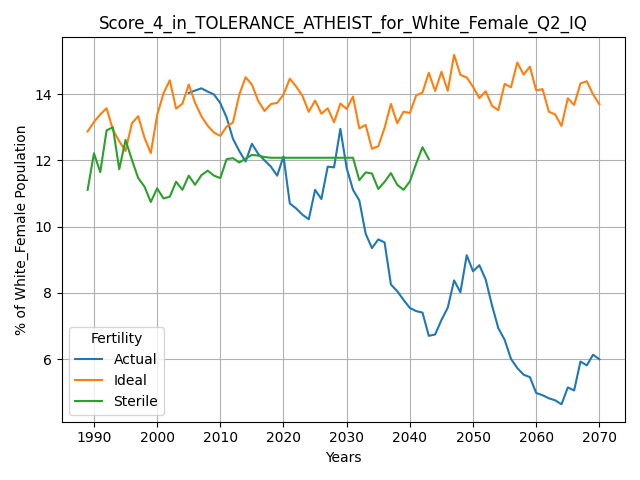 Score_4_in_TOLERANCE_ATHEIST_for_White_Female_Q2_IQ
% of White_Female Population
14
12
10
8
6
Fertility
Actual
Ideal
Sterile
1990 2000 2010 2020 2030 2040 2050 2060 2070
Years